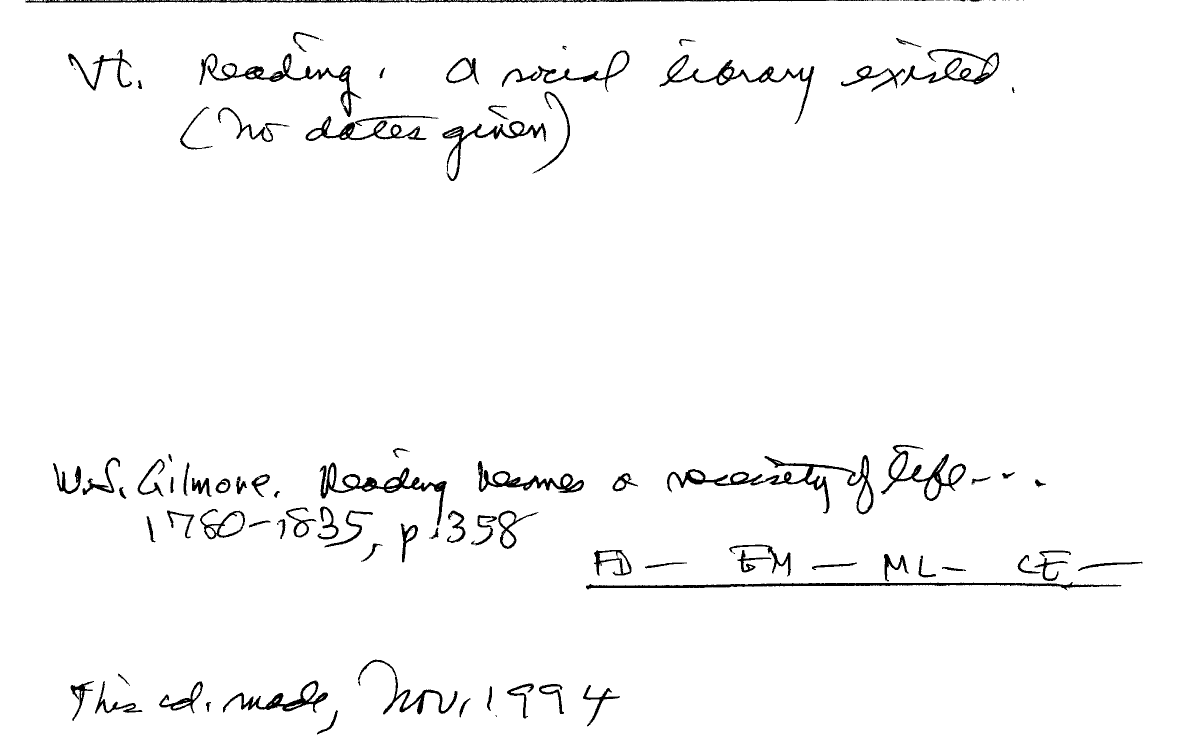 Vt. Reading. A social library existed.
(no dates given)
W.S. Gilmore. Reading becomes a necessity of life...
1780-1835, p.358
FD — EM — ML — CE —
This cd. made, Nov, 1994